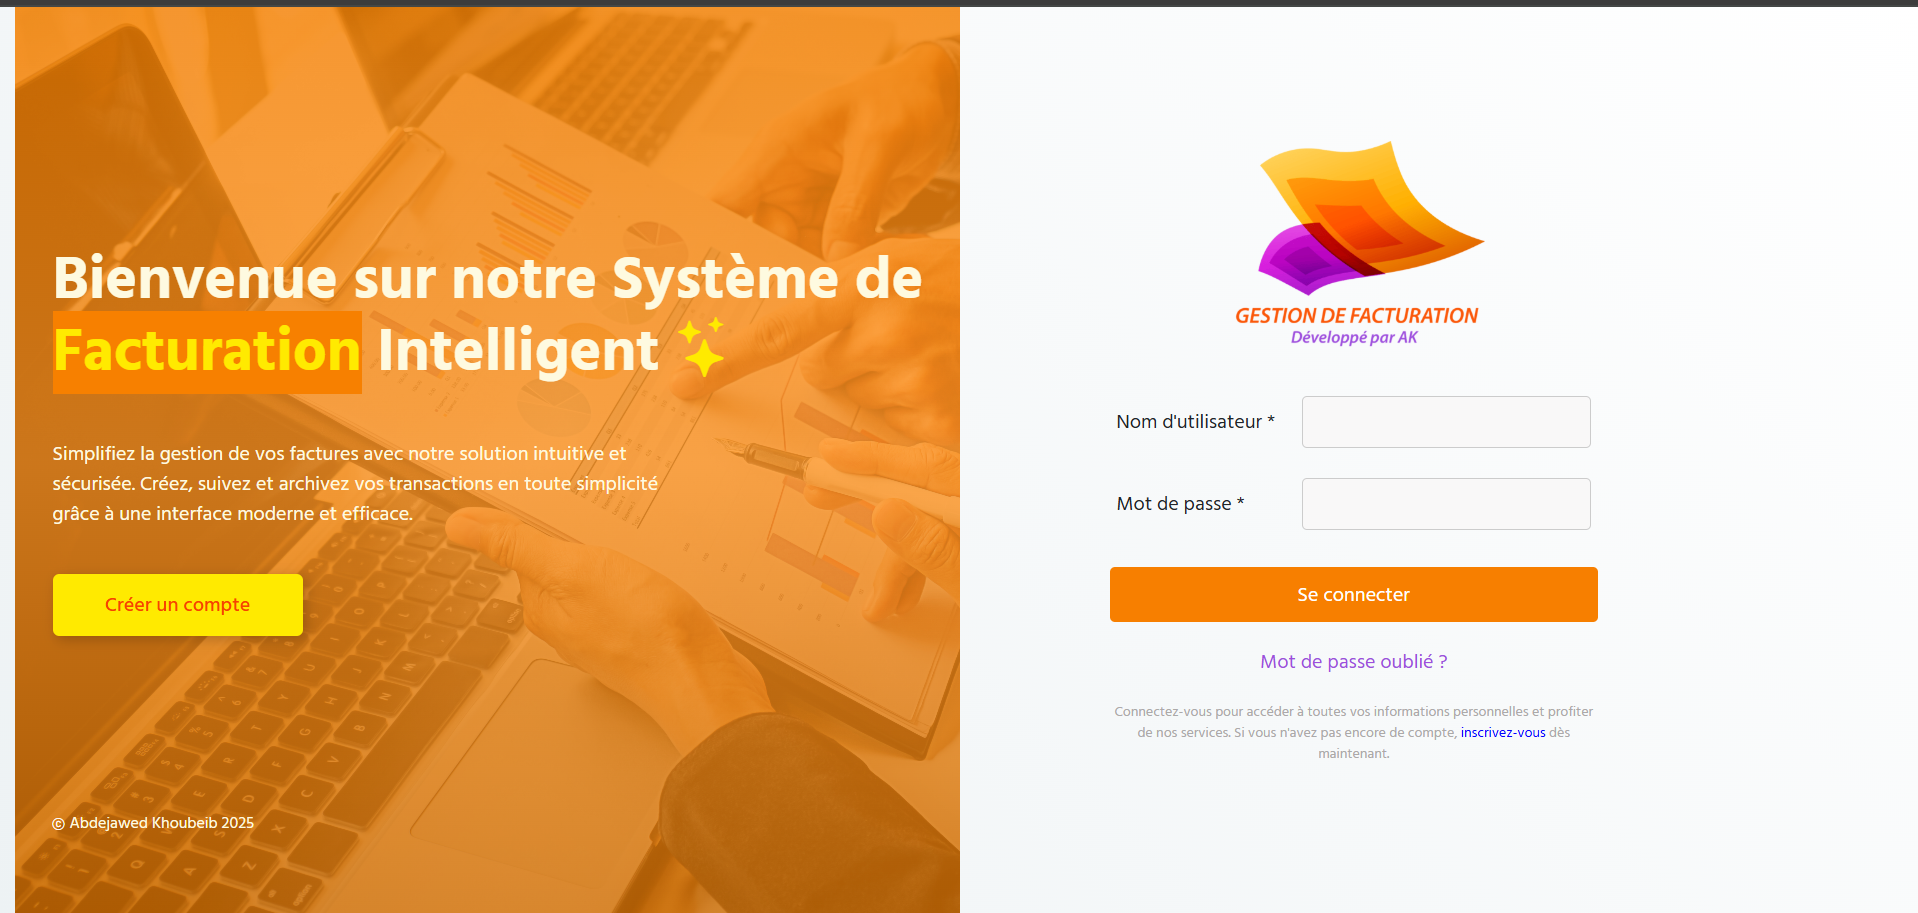 Bienvenue sur notre Système de
Facturation Intelligent
Simplifiez la gestion de vos factures avec notre solution intuitive et
sécurisée. Créez, suivez et archivez vos transactions en toute simplicité
grâce à une interface moderne et efficace.
Créer un compte
© Abdejawed Khoubeib 2025
GESTION DE FACTURATION
Développé par AK
Nom d'utilisateur *
Mot de passe *
Se connecter
Mot de passe oublié ?
Connectez-vous pour accéder à toutes vos informations personnelles et profiter
de nos services. Si vous n'avez pas encore de compte, inscrivez-vous dès
maintenant.